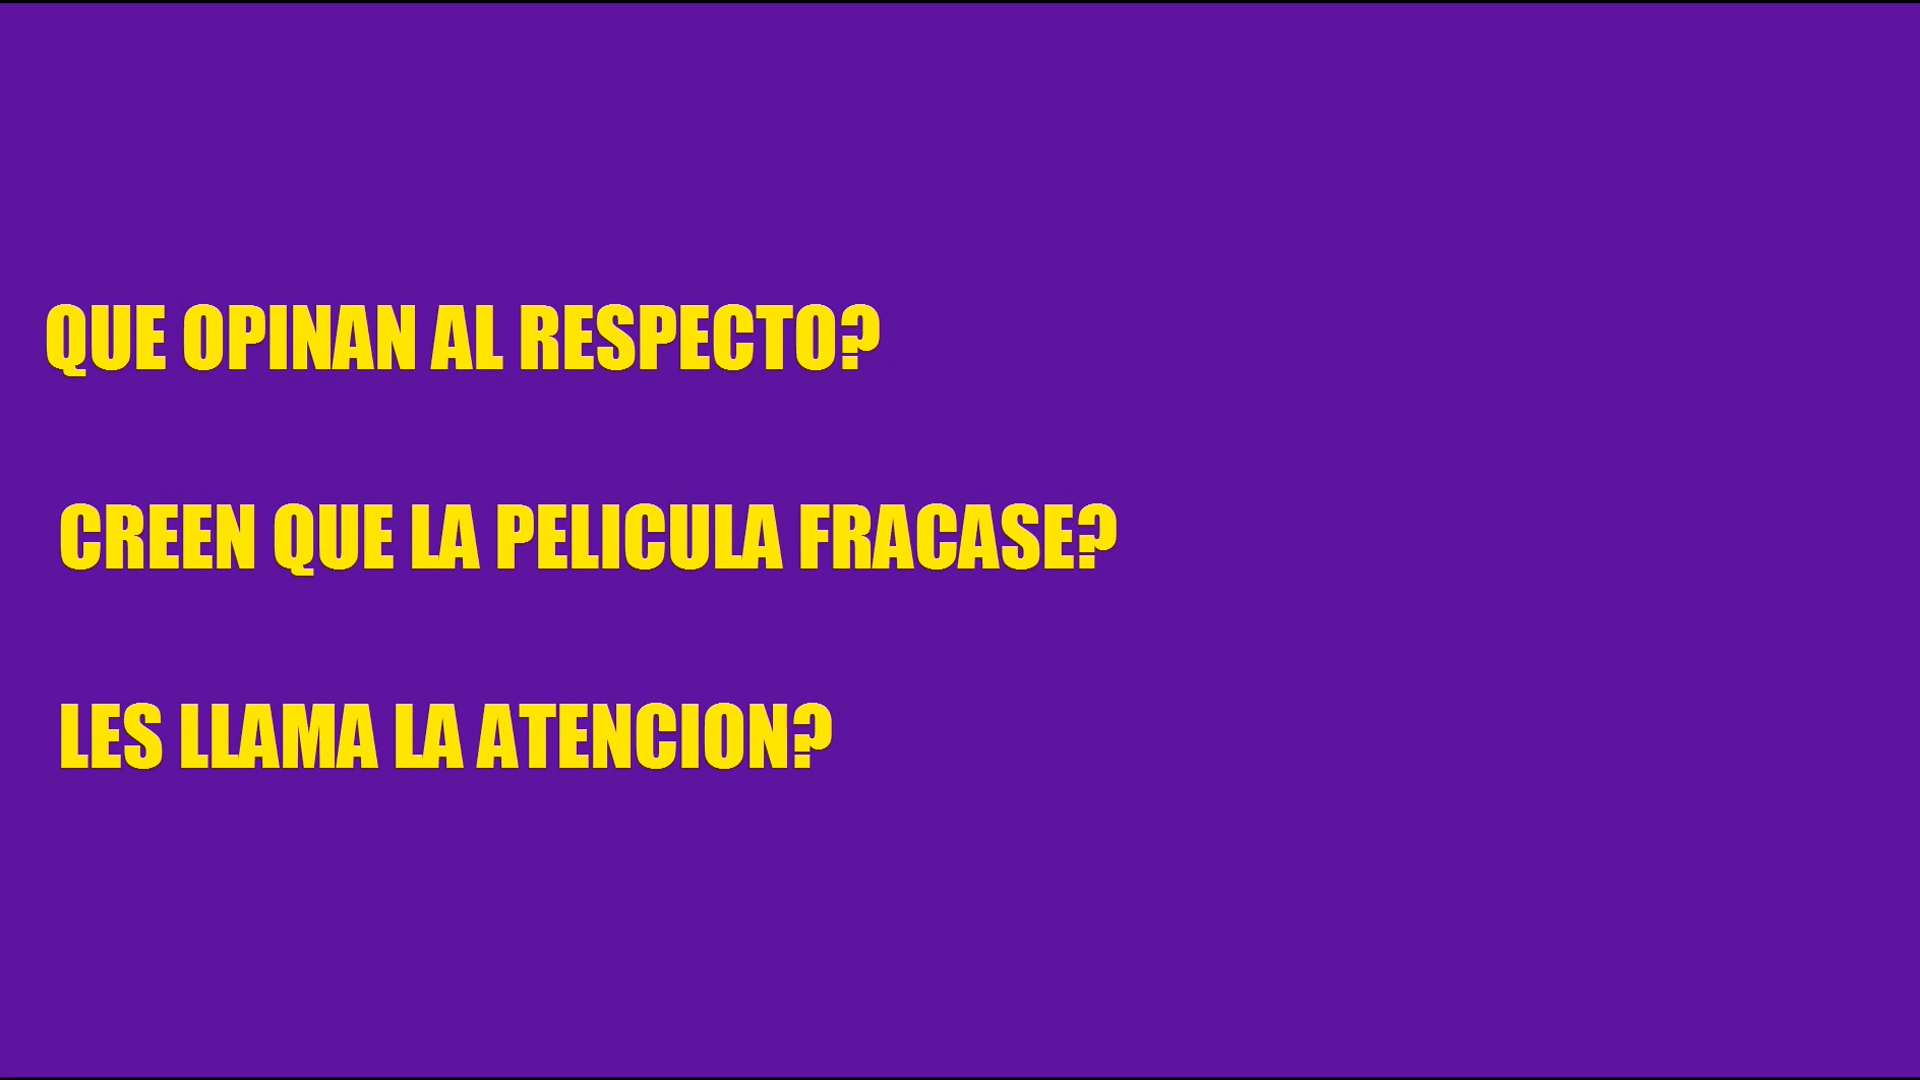 QUE OPINAN AL RESPECTO?
CREEN QUE LA PELICULA FRACASE?
LES LLAMA LA ATENCION?